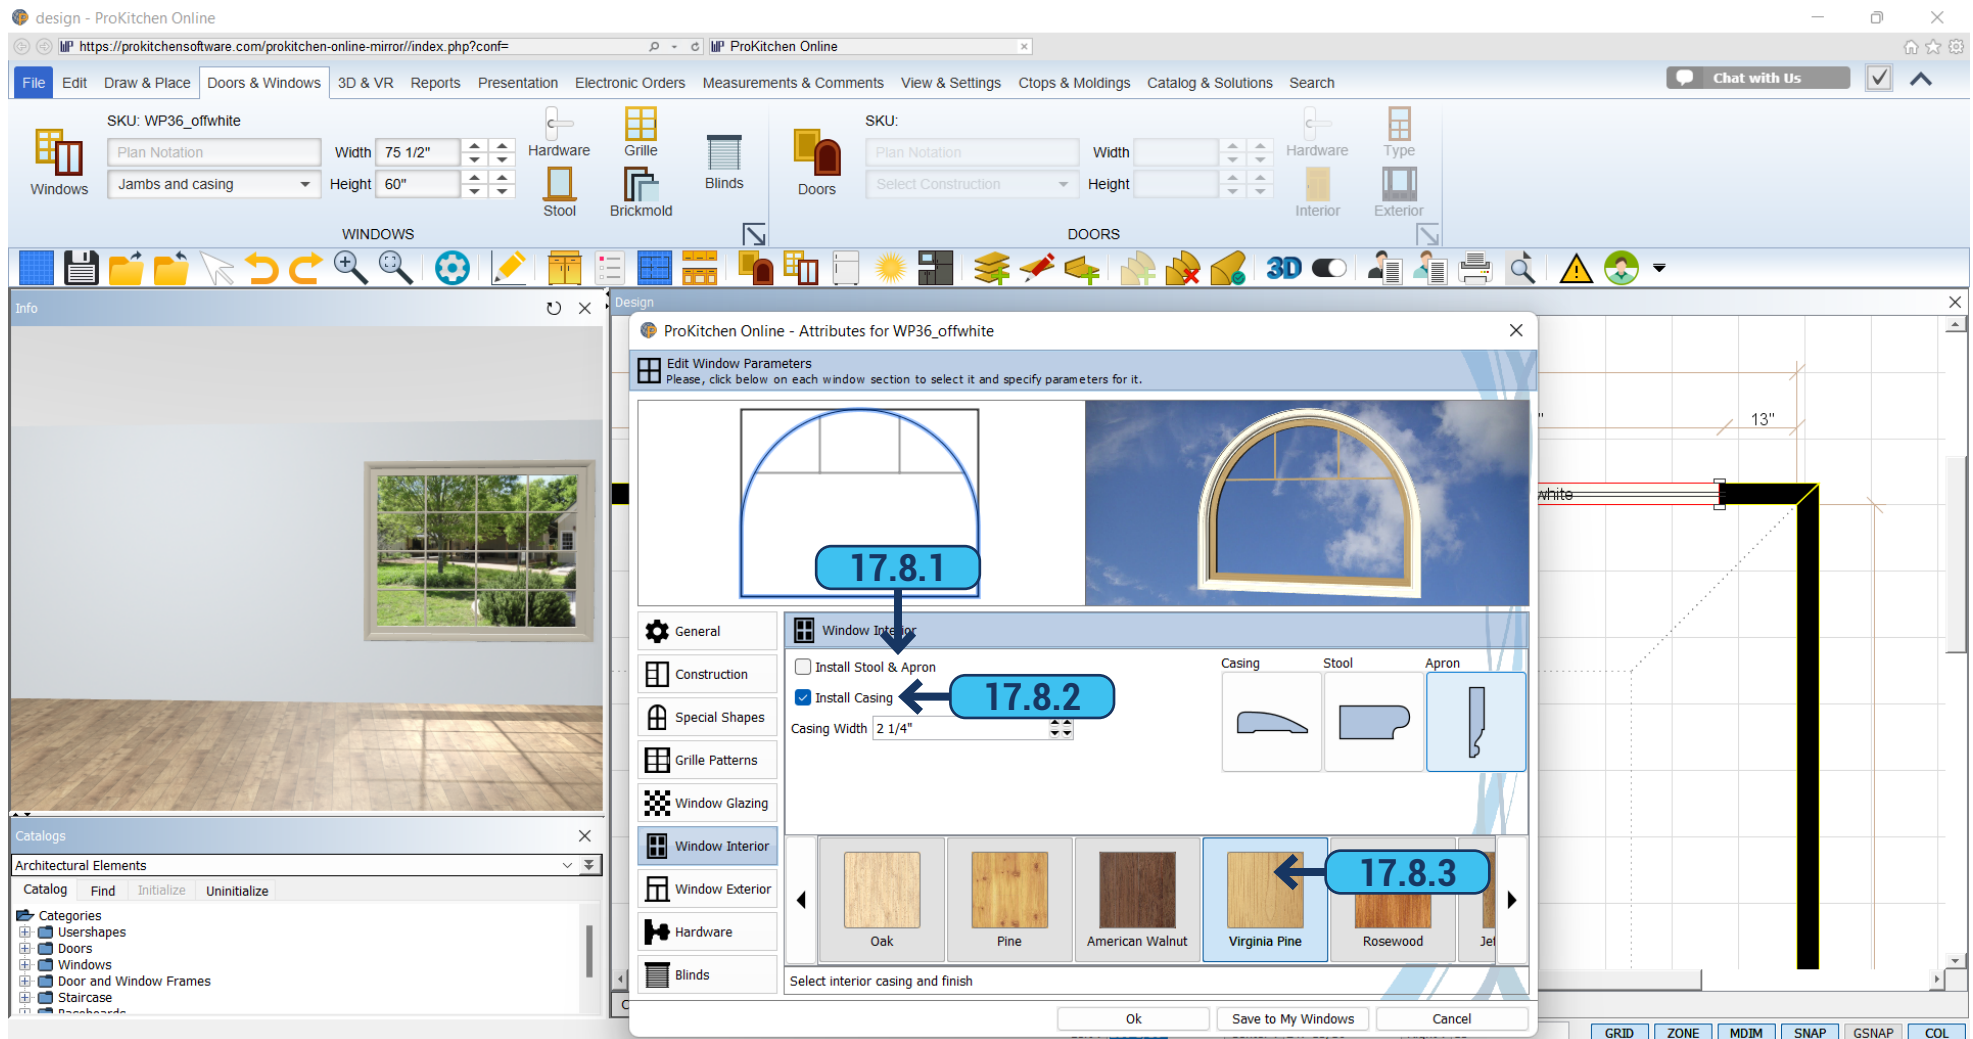 design - ProKitchen Online
https://prokitchensoftware.com/prokitchen-online-mirror//index.php?conf=
ProKitchen Online
File Edit Draw & Place Doors & Windows 3D & VR Reports Presentation Electronic Orders Measurements & Comments View & Settings Ctops & Moldings Catalog & Solutions Search
Chat with Us
SKU: WP36_offwhite
Plan Notation
Width 75 1/2"
Jambs and casing
Height 60"
Windows
Hardware
Grille
Stool
Brickmold
Blinds
WINDOWS
Doors
SKU:
Plan Notation
Width
Select Construction
Height
Hardware
Type
Interior
Exterior
DOORS
3D
Info
Design
ProKitchen Online - Attributes for WP36_offwhite
Edit Window Parameters
Please, click below on each window section to select it and specify parameters for it.
13"
white
17.8.1
General
Construction
Special Shapes
Grille Patterns
Window Glazing
Window Interior
Window Exterior
Hardware
Blinds
Window Interior
Install Stool & Apron
Install Casing
17.8.2
Casing Width 2 1/4"
Casing Stool Apron
17.8.3
Oak
Pine
American Walnut
Virginia Pine
Rosewood
Select interior casing and finish
Ok
Save to My Windows
Cancel
Catalogs
Architectural Elements
Catalog Find Initialize Uninitialize
Categories
Usershapes
Doors
Windows
Door and Window Frames
Staircase
Baseboards
GRID ZONE MDIM SNAP GSNAP COL